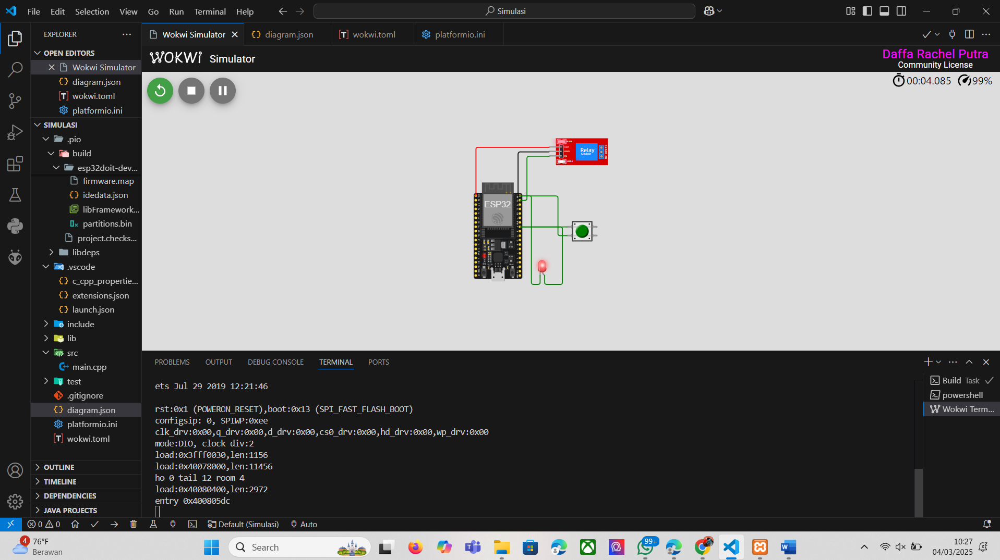 File Edit Selection View Go Run Terminal Help
Simulasi
EXPLORER
OPEN EDITORS
Wokwi Simulator
diagram.json
wokwi.toml
platformio.ini
SIMULASI
.pio
build
esp32doit-dev...
firmware.map
idedata.json
libFramework...
partitions.bin
project.checks...
libdeps
.vscode
c_cpp_propertie...
extensions.json
launch.json
include
lib
src
main.cpp
test
.gitignore
diagram.json
platformio.ini
wokwi.toml
OUTLINE
TIMELINE
DEPENDENCIES
JAVA PROJECTS
Wokwi Simulator diagram.json wokwi.toml platformio.ini
WOKWI Simulator
Daffa Rachel Putra
Community License
00:04.085 99%
PWR
VCC
GND
IN
LED1
Relay
Module
ESP32
PROBLEMS OUTPUT DEBUG CONSOLE TERMINAL PORTS
ets Jul 29 2019 12:21:46
rst:0x1 (POWERON_RESET),boot:0x13 (SPI_FAST_FLASH_BOOT)
configsip: 0, SPIWP:0xee
clk_drv:0x00,q_drv:0x00,d_drv:0x00,cs0_drv:0x00,hd_drv:0x00,wp_drv:0x00
mode:DIO, clock div:2
load:0x3fff0030,len:1156
load:0x40078000,len:11456
ho 0 tail 12 room 4
load:0x40080400,len:2972
entry 0x400805dc
Build Task
powershell
Wokwi Term...
0 0 Default (Simulasi) Auto
4
76°F
Berawan
Search
99+
10:27
04/03/2025